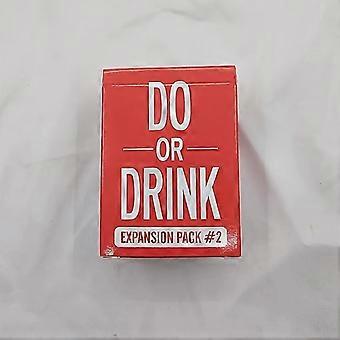 DO
OR
DRINK
EXPANSION PACK #2